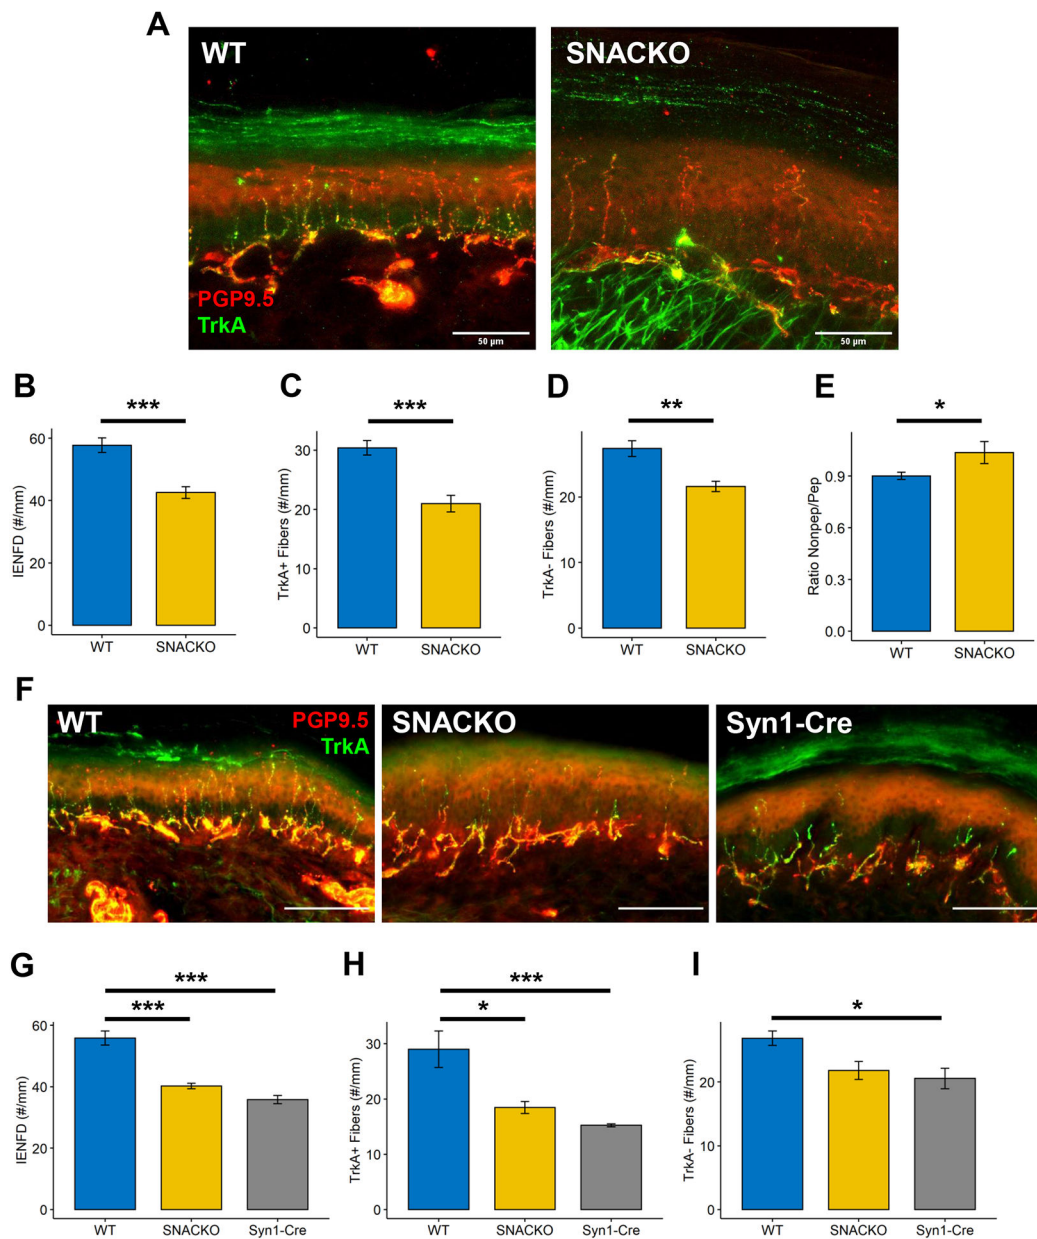 A
WT
SNACKO
PGP9.5
TrkA
50 µm
50 µm
B
C
D
E
***
***
**
*
IENFD (#/mm)
60
40
20
0
WT
SNACKO
TrkA+ Fibers (#/mm)
30
20
10
0
WT
SNACKO
TrkA- Fibers (#/mm)
20
10
0
WT
SNACKO
Ratio Nonpep/Pep
0.9
0.6
0.3
0.0
WT
SNACKO
F
WT
PGP9.5
TrkA
SNACKO
Syn1-Cre
G
H
I
***
***
IENFD (#/mm)
60
40
20
0
WT
SNACKO
Syn1-Cre
***
*
TrkA+ Fibers (#/mm)
30
20
10
0
WT
SNACKO
Syn1-Cre
*
TrkA- Fibers (#/mm)
20
10
0
WT
SNACKO
Syn1-Cre